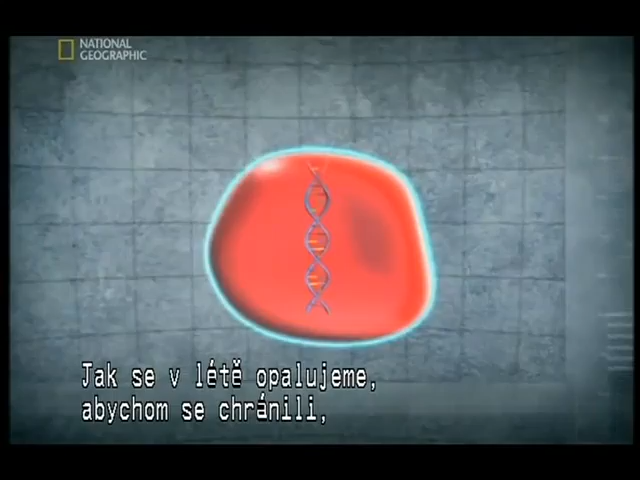 NATIONAL
GEOGRAPHIC
Jak se v létě opalujeme,
abychom se chránili,